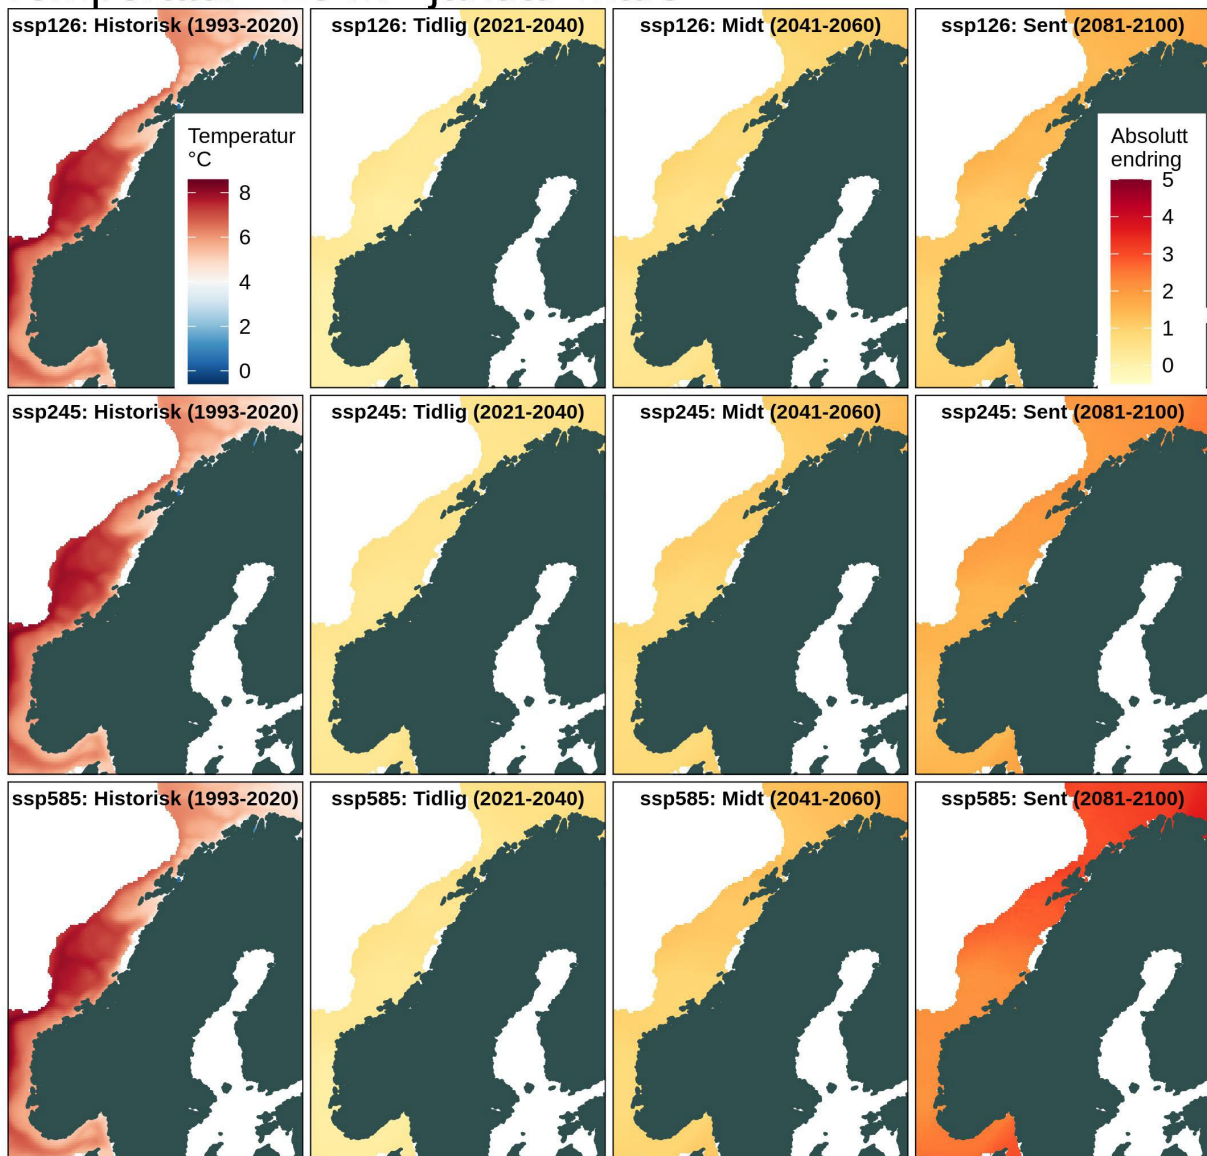 ssp126: Historisk (1993-2020) ssp126: Tidlig (2021-2040) ssp126: Midt (2041-2060) ssp126: Sent (2081-2100)
Temperatur
°C
8
6
4
2
0
Absolutt
endring
5
4
3
2
1
0
ssp245: Historisk (1993-2020) ssp245: Tidlig (2021-2040) ssp245: Midt (2041-2060) ssp245: Sent (2081-2100)
ssp585: Historisk (1993-2020) ssp585: Tidlig (2021-2040) ssp585: Midt (2041-2060) ssp585: Sent (2081-2100)